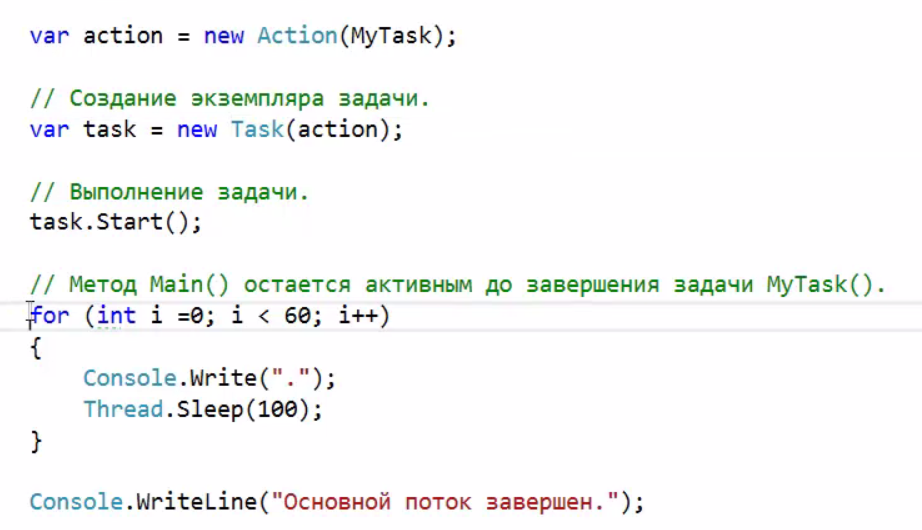 var action = new Action(MyTask);
// Создание экземпляра задачи.
var task = new Task(action);
// Выполнение задачи.
task.Start();
// Метод Main() остается активным до завершения задачи MyTask().
for (int i =0; i < 60; i++)
{
    Console.Write(".");
    Thread.Sleep(100);
}
Console.WriteLine("Основной поток завершен.");